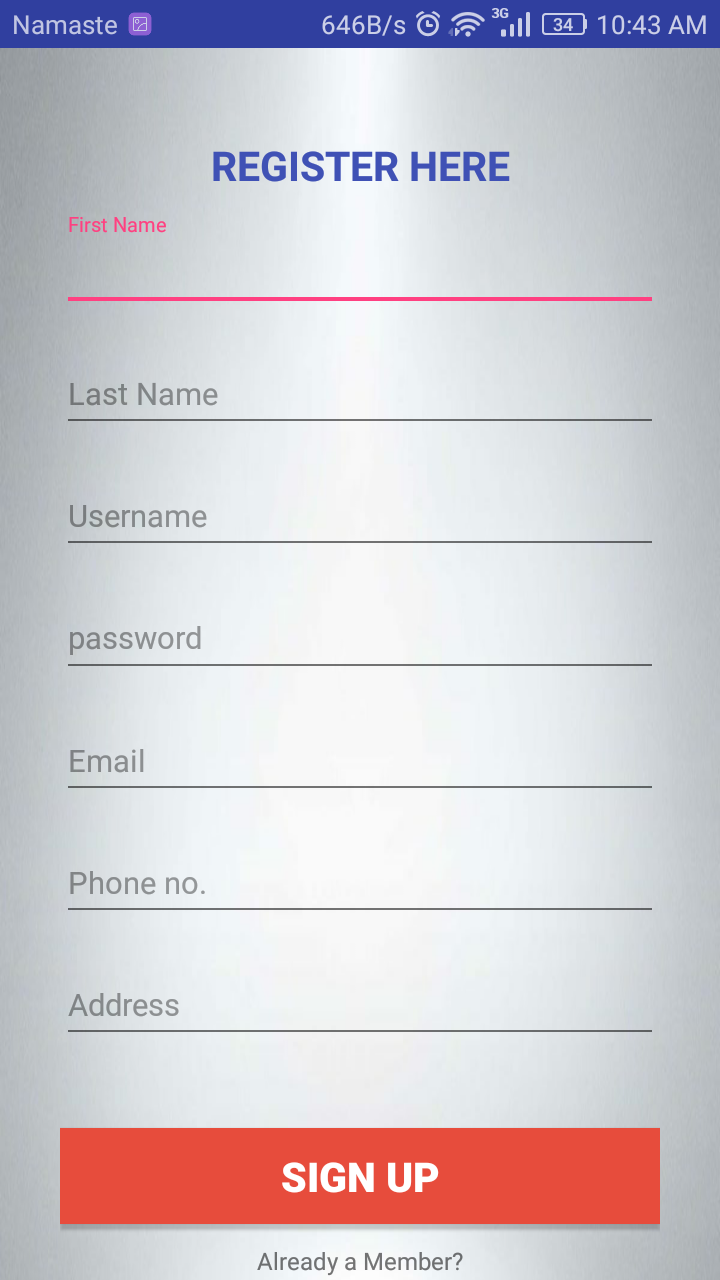 Namaste 646B/s 3G 34 10:43 AM
REGISTER HERE
First Name
Last Name
Username
password
Email
Phone no.
Address
SIGN UP
Already a Member?